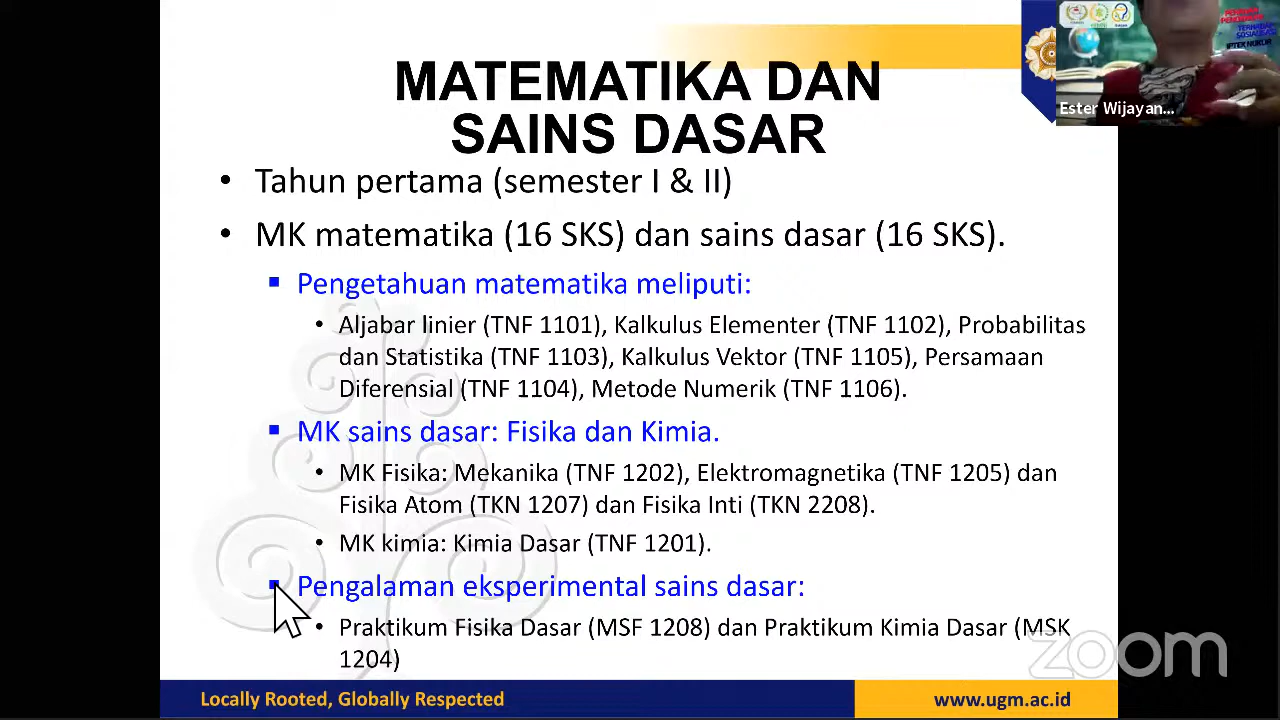 MATEMATIKA DAN
SAINS DASAR
• Tahun pertama (semester I & II)
• MK matematika (16 SKS) dan sains dasar (16 SKS).
▪ Pengetahuan matematika meliputi:
• Aljabar linier (TNF 1101), Kalkulus Elementer (TNF 1102), Probabilitas
dan Statistika (TNF 1103), Kalkulus Vektor (TNF 1105), Persamaan
Diferensial (TNF 1104), Metode Numerik (TNF 1106).
▪ MK sains dasar: Fisika dan Kimia.
• MK Fisika: Mekanika (TNF 1202), Elektromagnetika (TNF 1205) dan
Fisika Atom (TKN 1207) dan Fisika Inti (TKN 2208).
• MK kimia: Kimia Dasar (TNF 1201).
▪ Pengalaman eksperimental sains dasar:
• Praktikum Fisika Dasar (MSF 1208) dan Praktikum Kimia Dasar (MSK
1204)
Locally Rooted, Globally Respected
www.ugm.ac.id
Ester Wijayan...
TERHADAP
IPTEK NUKLIR
zoom